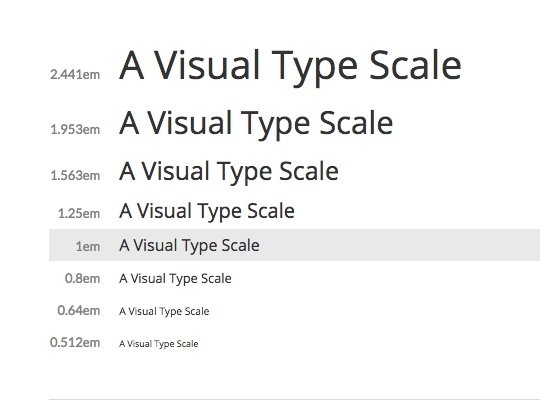 2.441em A Visual Type Scale
1.953em A Visual Type Scale
1.563em A Visual Type Scale
1.25em A Visual Type Scale
1em A Visual Type Scale
0.8em A Visual Type Scale
0.64em A Visual Type Scale
0.512em A Visual Type Scale